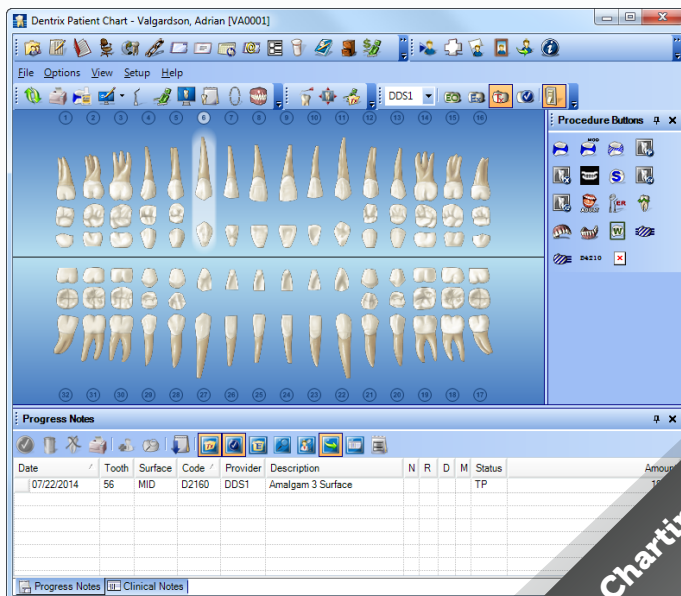 Dentrix Patient Chart - Valgardson, Adrian [VA0001]
File Options View Setup Help
DDS1
1 2 3 4 5 6 7 8 9 10 11 12 13 14 15 16
Procedure Buttons
MOD
S
ER
ADULT
W
D4210
32 31 30 29 28 27 26 25 24 23 22 21 20 19 18 17
Progress Notes
Date / Tooth Surface Code / Provider Description N R D M Status Amoun
07/22/2014 56 MID D2160 DDS1 Amalgam 3 Surface TP
Progress Notes Clinical Notes
Chartin